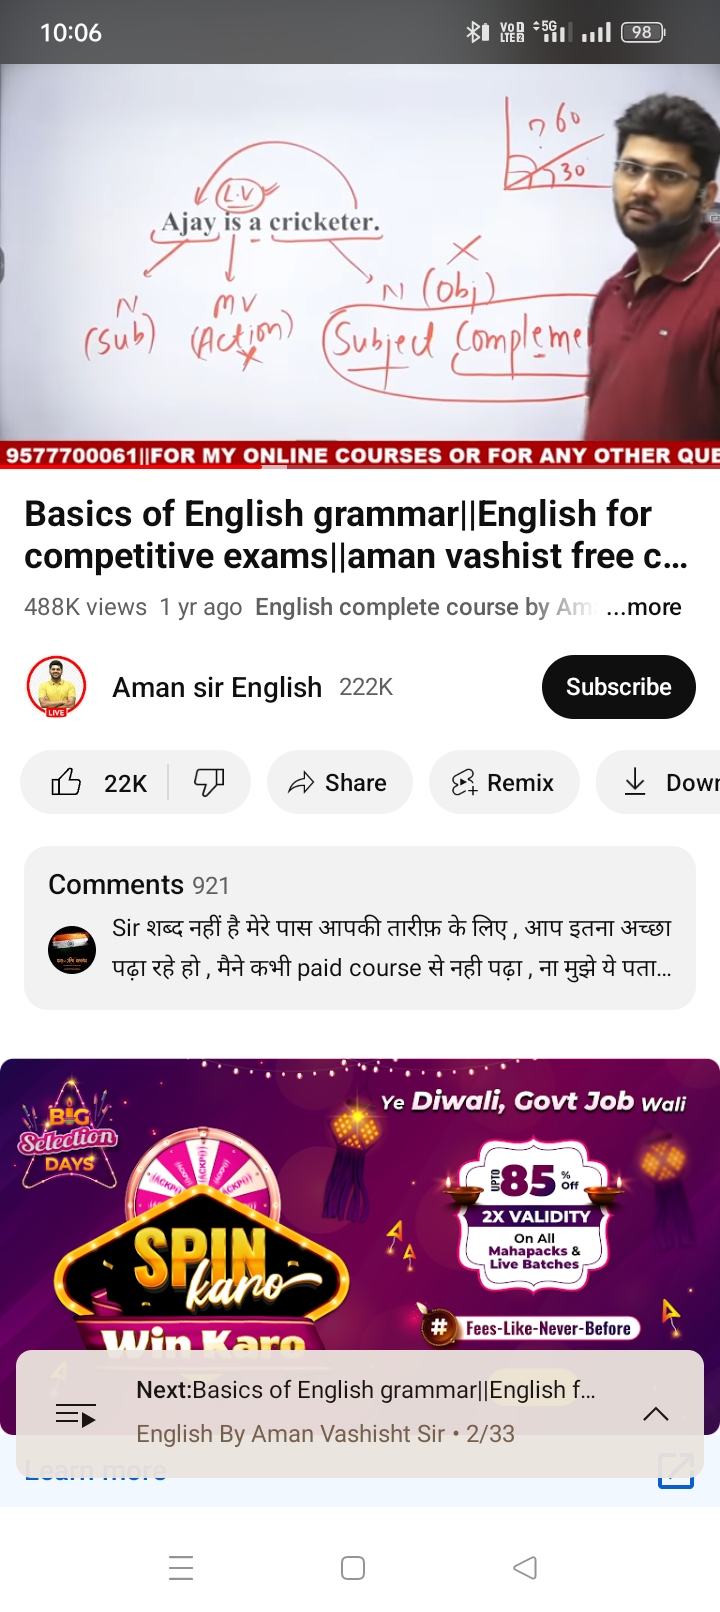 10:06
VoD LTE2 5G 98
60
30
L.V
Ajay is a cricketer.
N
MV
N (Obj)
(Sub)
(Action)
Subject Compleme
9577700061||FOR MY ONLINE COURSES OR FOR ANY OTHER QUE
Basics of English grammar||English for
competitive exams||aman vashist free c...
488K views 1 yr ago English complete course by Am ...more
LIVE
Aman sir English 222K
Subscribe
22K
Share
Remix
Down
Comments 921
Sir शब्द नहीं है मेरे पास आपकी तारीफ़ के लिए , आप इतना अच्छा
पढ़ा रहे हो , मैने कभी paid course से नही पढ़ा , ना मुझे ये पता...
BIG
Selection
DAYS
Ye Diwali, Govt Job Wali
JACKPOT
UPTO 85% Off
2X VALIDITY
On All
Mahapacks &
Live Batches
SPIN
karo
Win Karo
# Fees-Like-Never-Before
Next:Basics of English grammar||English f...
English By Aman Vashisht Sir • 2/33
Learn more